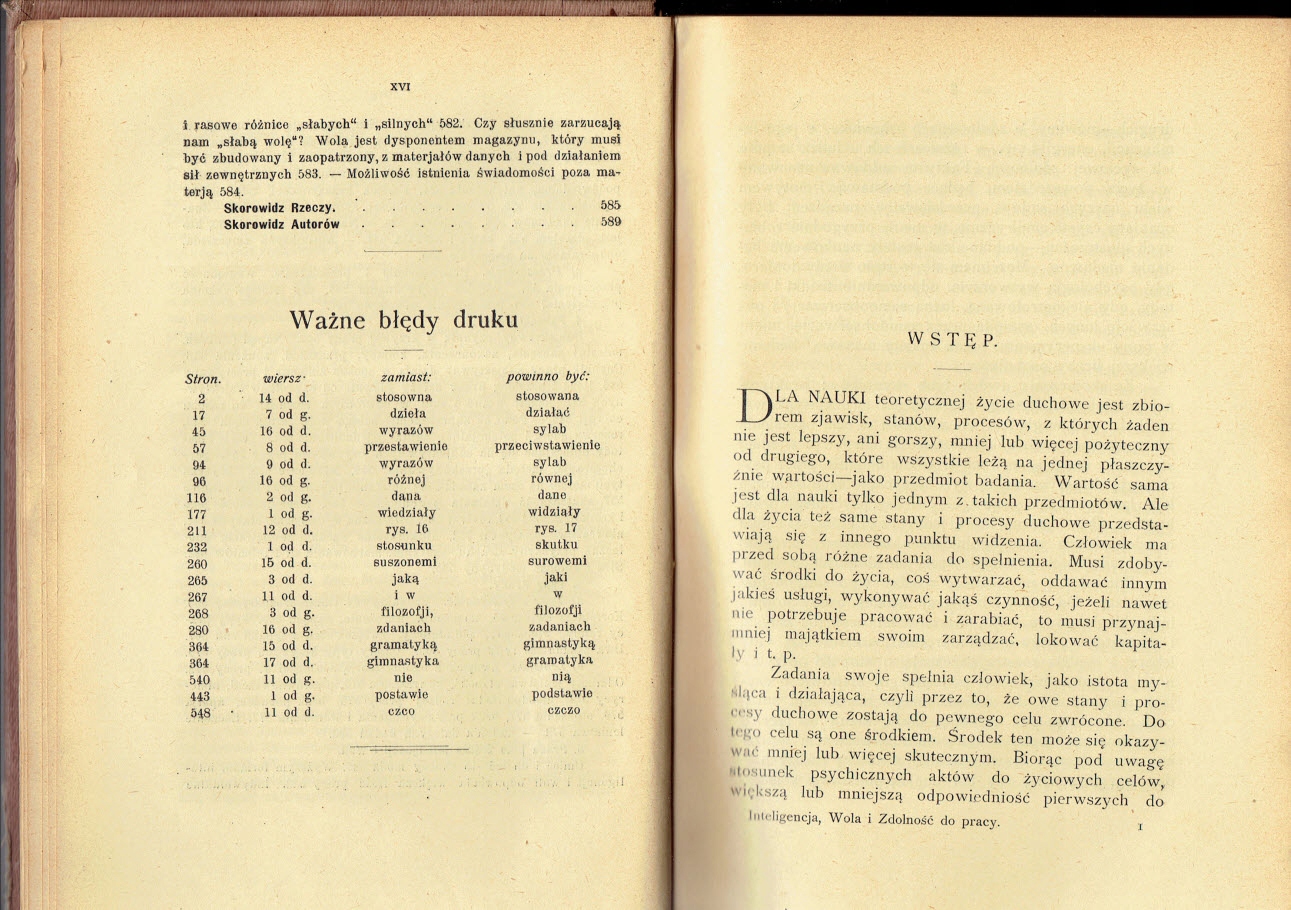 XVI
i rasowe różnice „słabych“ i „silnych“ 582. Czy słusznie zarzucają
nam „słabą wolę“? Wola jest dysponentem magazynu, który musi
być zbudowany i zaopatrzony, z materjałów danych i pod działaniem
sił zewnętrznych 583. — Możliwość istnienia świadomości poza ma-
terją 584.
Skorowidz Rzeczy. . . . . . . . . 585
Skorowidz Autorów . . . . . . . . 589
Ważne błędy druku
Stron. wiersz· zamiast: powinno być:
2 14 od d. stosowna stosowana
17 7 od g. dzieła działać
45 16 od d. wyrazów sylab
57 8 od d. przestawienie przeciwstawienie
94 9 od d. wyrazów sylab
96 16 od g. różnej równej
116 2 od g. dana dane
177 1 od g. wiedziały widziały
211 12 od d. rys. 16 rys. 17
232 1 od d. stosunku skutku
260 15 od d. suszonemi surowemi
265 3 od d. jaką jaki
267 11 od d. i w w
268 3 od g. filozofji, filozofji
280 16 od g. zdaniach zadaniach
364 15 od d. gramatyką gimnastyką
364 17 od d. gimnastyka gramatyka
540 11 od g. nie nią
443 1 od g. postawie podstawie
548 11 od d. czco czczo
WSTĘP.
DLA NAUKI teoretycznej życie duchowe jest zbio-
rem zjawisk, stanów, procesów, z których żaden
nie jest lepszy, ani gorszy, mniej lub więcej pożyteczny
od drugiego, które wszystkie leżą na jednej płaszczy-
źnie wartości—jako przedmiot badania. Wartość sama
jest dla nauki tylko jednym z takich przedmiotów. Ale
dla życia też same stany i procesy duchowe przedsta-
wiają się z innego punktu widzenia. Człowiek ma
przed sobą różne zadania do spełnienia. Musi zdoby-
wać środki do życia, coś wytwarzać, oddawać innym
jakieś usługi, wykonywać jakąś czynność, jeżeli nawet
nie potrzebuje pracować i zarabiać, to musi przynaj-
mniej majątkiem swoim zarządzać, lokować kapita-
ły i t. p.
Zadania swoje spełnia człowiek, jako istota my-
śląca i działająca, czyli przez to, że owe stany i pro-
cesy duchowe zostają do pewnego celu zwrócone. Do
tego celu są one środkiem. Środek ten może się okazy-
wać mniej lub więcej skutecznym. Biorąc pod uwagę
stosunek psychicznych aktów do życiowych celów,
większą lub mniejszą odpowiedniość pierwszych do
Inteligencja, Wola i Zdolność do pracy. 1